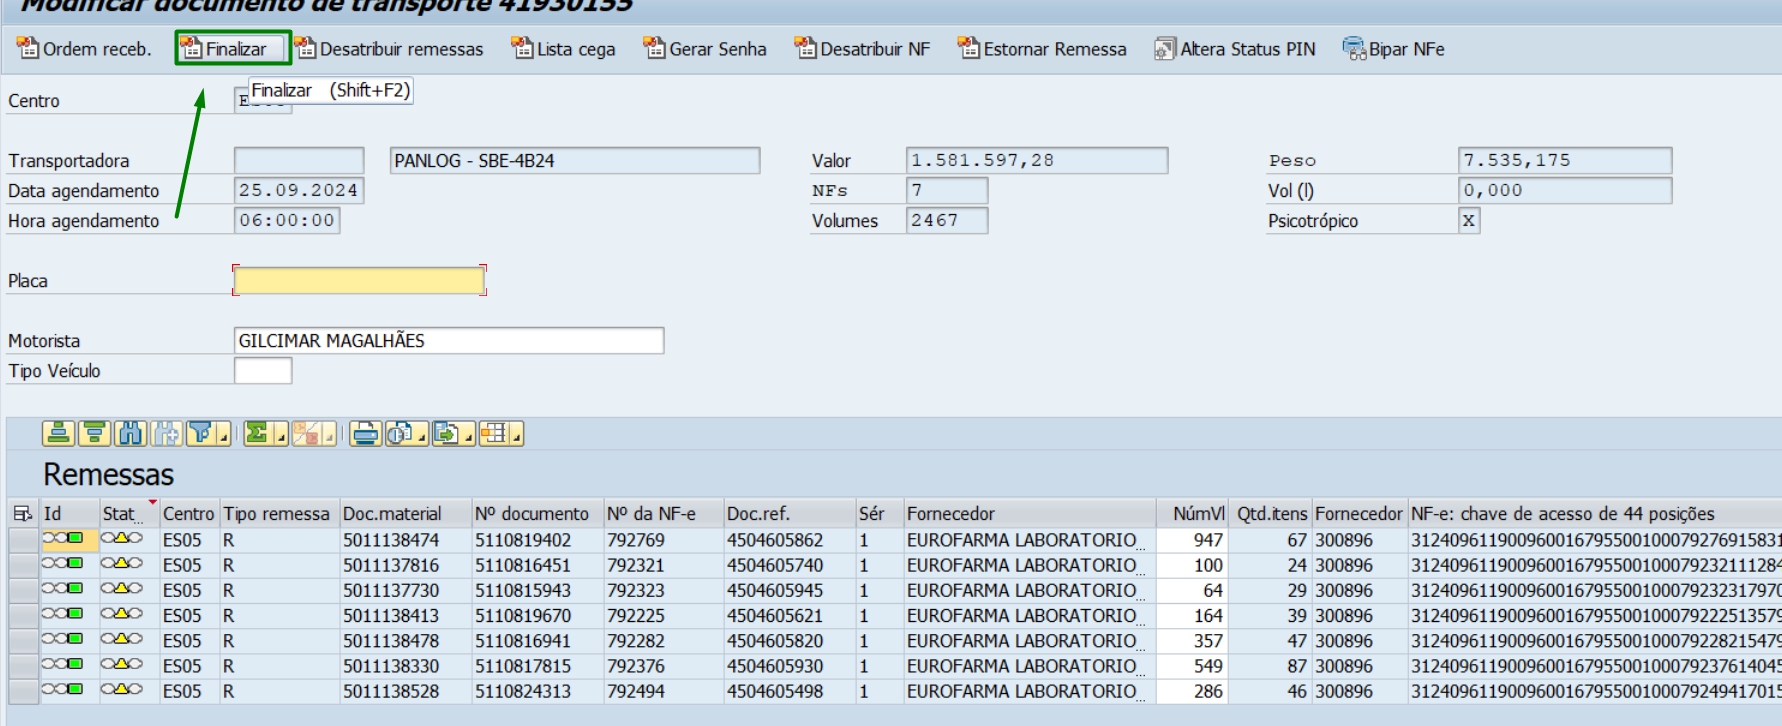 Modificar documento de transporte 41930155
Ordem receb. Finalizar Desatribuir remessas Lista cega Gerar Senha Desatribuir NF Estornar Remessa Altera Status PIN Bipar NFe
Finalizar (Shift+F2)
Centro
Transportadora PANLOG - SBE-4B24 Valor 1.581.597,28 Peso 7.535,175
Data agendamento 25.09.2024 NFs 7 Vol (l) 0,000
Hora agendamento 06:00:00 Volumes 2467 Psicotrópico X
Placa
Motorista GILCIMAR MAGALHÃES
Tipo Veículo
Remessas
Id Stat... Centro Tipo remessa Doc.material Nº documento Nº da NF-e Doc.ref. Sér Fornecedor NúmVl Qtd.itens Fornecedor NF-e: chave de acesso de 44 posições
ES05 R 5011138474 5110819402 792769 4504605862 1 EUROFARMA LABORATORIO... 947 67 300896 312409611900960016795500100079276915831
ES05 R 5011137816 5110816451 792321 4504605740 1 EUROFARMA LABORATORIO... 100 24 300896 312409611900960016795500100079232111284
ES05 R 5011137730 5110815943 792323 4504605945 1 EUROFARMA LABORATORIO... 64 29 300896 312409611900960016795500100079232317970
ES05 R 5011138413 5110819670 792225 4504605621 1 EUROFARMA LABORATORIO... 164 39 300896 312409611900960016795500100079222513579
ES05 R 5011138478 5110816941 792282 4504605820 1 EUROFARMA LABORATORIO... 357 47 300896 312409611900960016795500100079228215479
ES05 R 5011138330 5110817815 792376 4504605930 1 EUROFARMA LABORATORIO... 549 87 300896 312409611900960016795500100079237614045
ES05 R 5011138528 5110824313 792494 4504605498 1 EUROFARMA LABORATORIO... 286 46 300896 312409611900960016795500100079249417015